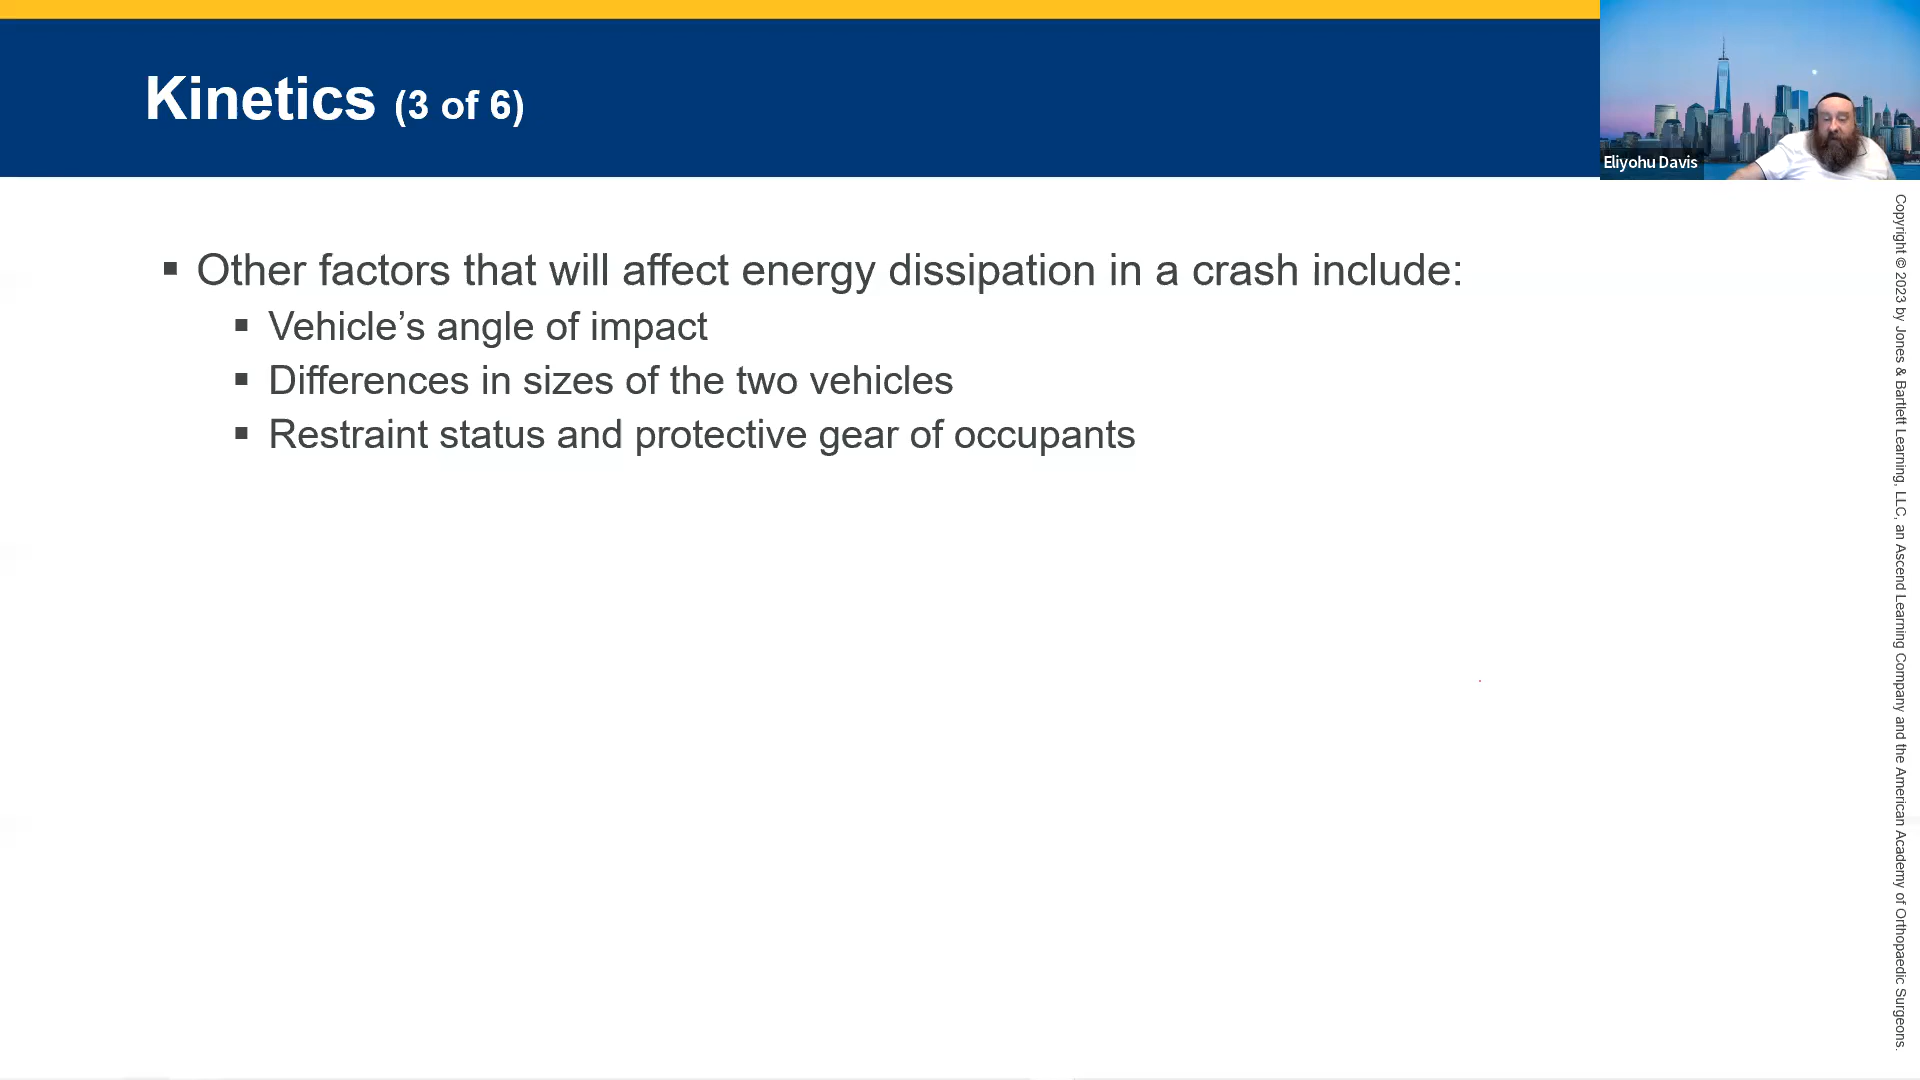 Kinetics (3 of 6)
Eliyohu Davis
▪ Other factors that will affect energy dissipation in a crash include:
▪ Vehicle’s angle of impact
▪ Differences in sizes of the two vehicles
▪ Restraint status and protective gear of occupants
Copyright © 2023 by Jones & Bartlett Learning, LLC, an Ascend Learning Company and the American Academy of Orthopaedic Surgeons.